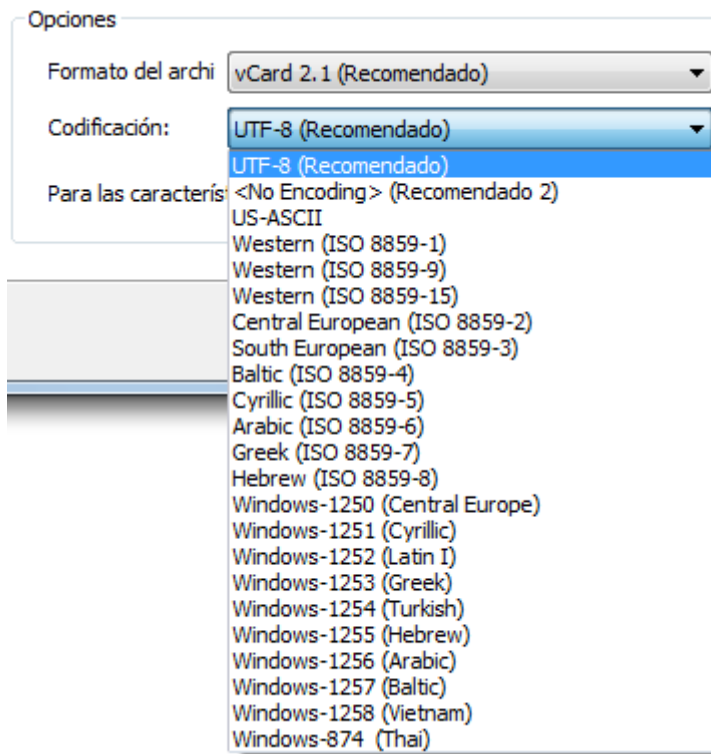 Opciones
Formato del archi vCard 2.1 (Recomendado)
Codificación: UTF-8 (Recomendado)
UTF-8 (Recomendado)
Para las caracterís <No Encoding> (Recomendado 2)
US-ASCII
Western (ISO 8859-1)
Western (ISO 8859-9)
Western (ISO 8859-15)
Central European (ISO 8859-2)
South European (ISO 8859-3)
Baltic (ISO 8859-4)
Cyrillic (ISO 8859-5)
Arabic (ISO 8859-6)
Greek (ISO 8859-7)
Hebrew (ISO 8859-8)
Windows-1250 (Central Europe)
Windows-1251 (Cyrillic)
Windows-1252 (Latin I)
Windows-1253 (Greek)
Windows-1254 (Turkish)
Windows-1255 (Hebrew)
Windows-1256 (Arabic)
Windows-1257 (Baltic)
Windows-1258 (Vietnam)
Windows-874 (Thai)